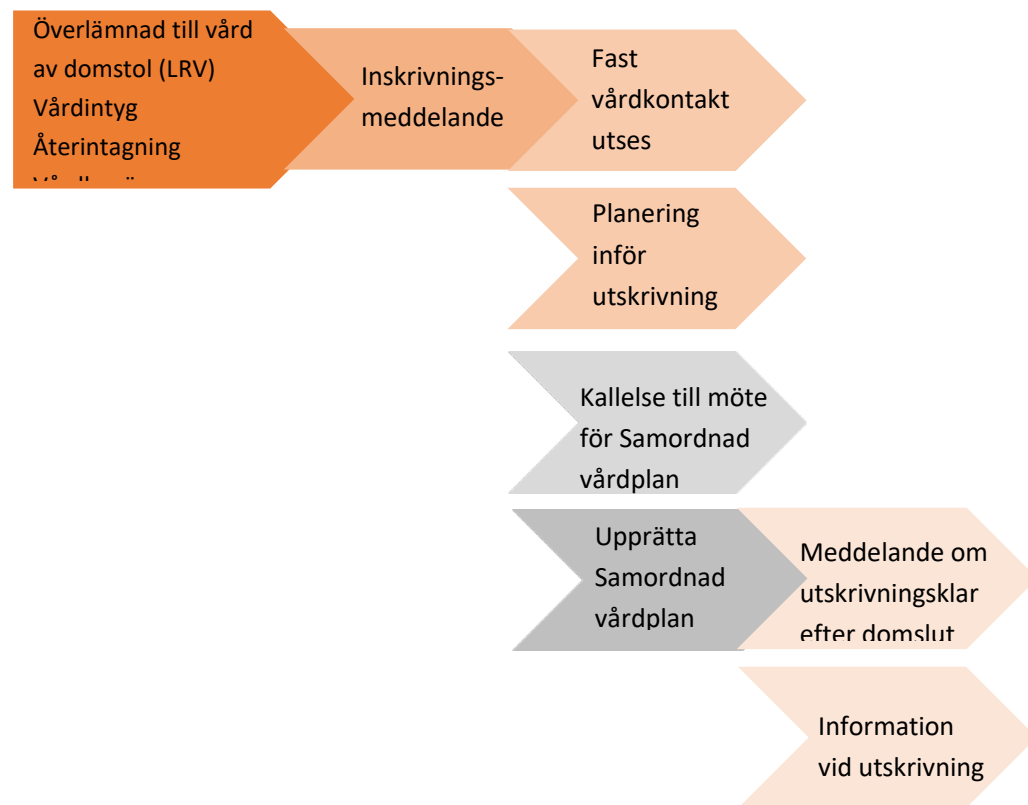 Överlämnad till vård
av domstol (LRV)
Vårdintyg
Återintagning
Inskrivnings-
meddelande
Fast
vårdkontakt
utses
Planering
inför
utskrivning
Kallelse till möte
för Samordnad
vårdplan
Upprätta
Samordnad
vårdplan
Meddelande om
utskrivningsklar
efter domslut
Information
vid utskrivning